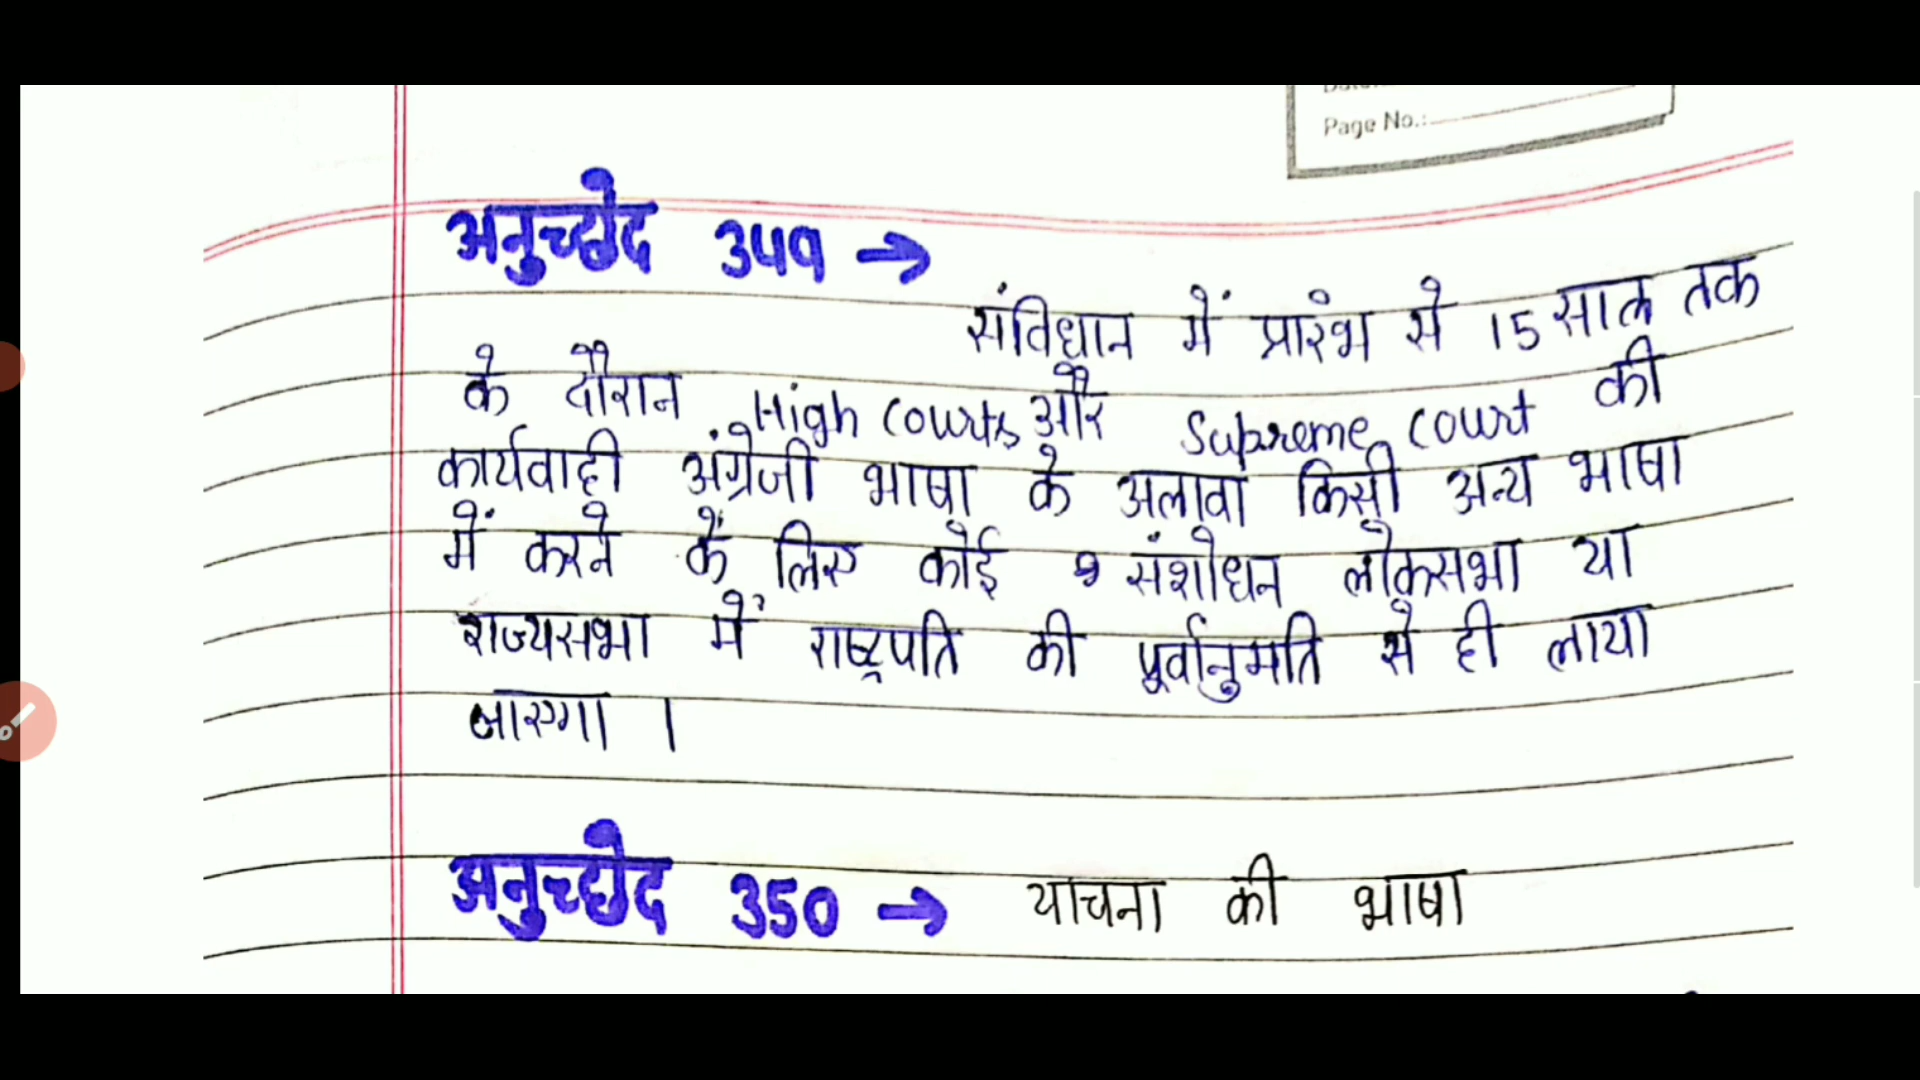 Page No.:
अनुच्छेद 349 →
संविधान में प्रारंभ से 15 साल तक
के दौरान High courts और Supreme court की
कार्यवाही अंग्रेजी भाषा के अलावा किसी अन्य भाषा
में करने के लिए कोई संशोधन लोकसभा या
राज्यसभा में राष्ट्रपति की पूर्वानुमति से ही लाया
जाएगा ।
अनुच्छेद 350 → याचना की भाषा